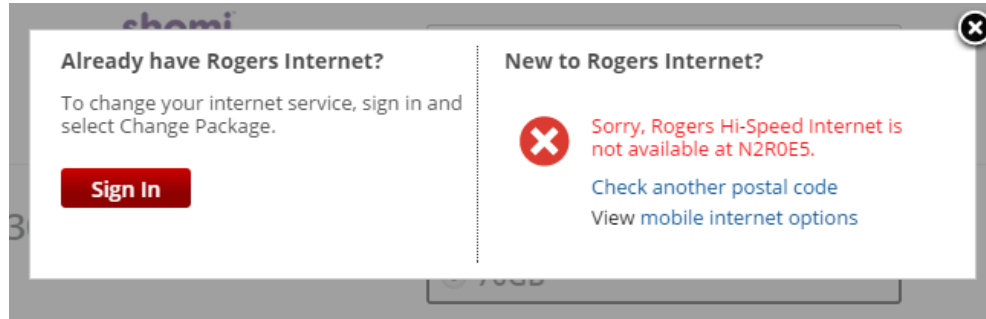 shomi
Already have Rogers Internet?
To change your internet service, sign in and
select Change Package.
Sign In
New to Rogers Internet?
Sorry, Rogers Hi-Speed Internet is
not available at N2R0E5.
Check another postal code
View mobile internet options
70GB